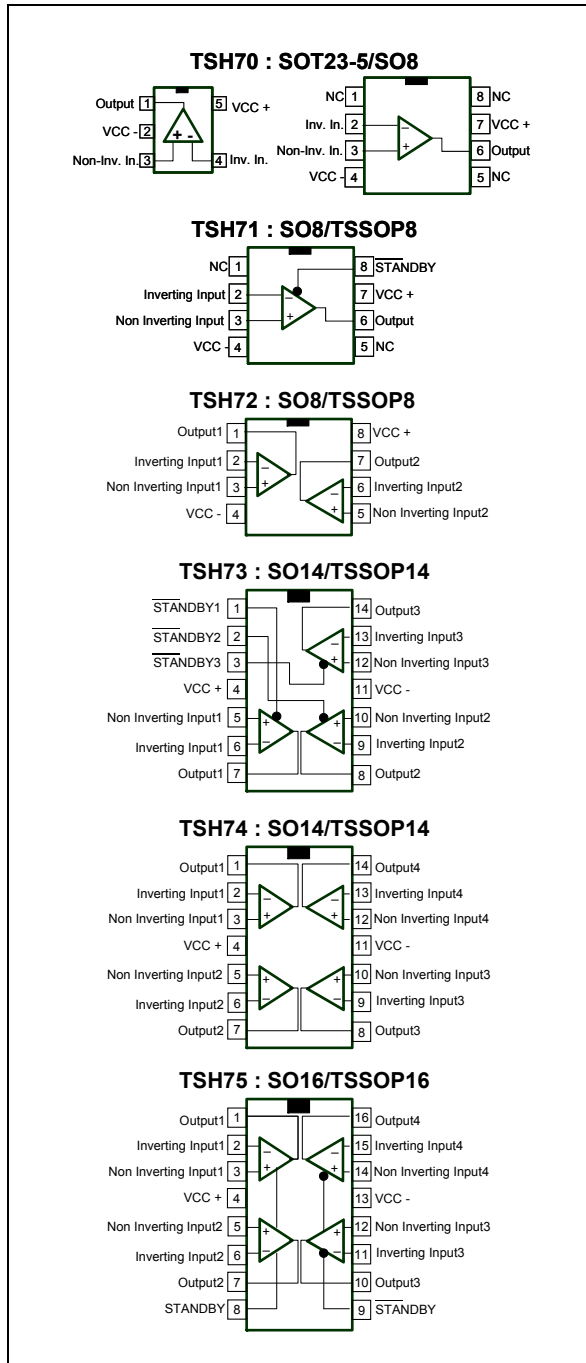 TSH70 : SOT23-5/SO8
Output 1 5 VCC +
VCC - 2
Non-Inv. In. 3 4 Inv. In.
+ -
NC 1 8 NC
Inv. In. 2 7 VCC +
Non-Inv. In. 3 6 Output
VCC - 4 5 NC
_
+
TSH71 : SO8/TSSOP8
NC 1 8 STANDBY
Inverting Input 2 7 VCC +
Non Inverting Input 3 6 Output
VCC - 4 5 NC
_
+
TSH72 : SO8/TSSOP8
Output1 1 8 VCC +
Inverting Input1 2 7 Output2
Non Inverting Input1 3 6 Inverting Input2
VCC - 4 5 Non Inverting Input2
_
+
_
+
TSH73 : SO14/TSSOP14
STANDBY1 1 14 Output3
STANDBY2 2 13 Inverting Input3
STANDBY3 3 12 Non Inverting Input3
VCC + 4 11 VCC -
Non Inverting Input1 5 10 Non Inverting Input2
Inverting Input1 6 9 Inverting Input2
Output1 7 8 Output2
_
+
+
_
+
_
TSH74 : SO14/TSSOP14
Output1 1 14 Output4
Inverting Input1 2 13 Inverting Input4
Non Inverting Input1 3 12 Non Inverting Input4
VCC + 4 11 VCC -
Non Inverting Input2 5 10 Non Inverting Input3
Inverting Input2 6 9 Inverting Input3
Output2 7 8 Output3
_
+
_
+
+
_
+
_
TSH75 : SO16/TSSOP16
Output1 1 16 Output4
Inverting Input1 2 15 Inverting Input4
Non Inverting Input1 3 14 Non Inverting Input4
VCC + 4 13 VCC -
Non Inverting Input2 5 12 Non Inverting Input3
Inverting Input2 6 11 Inverting Input3
Output2 7 10 Output3
STANDBY 8 9 STANDBY
_
+
_
+
+
_
+
_